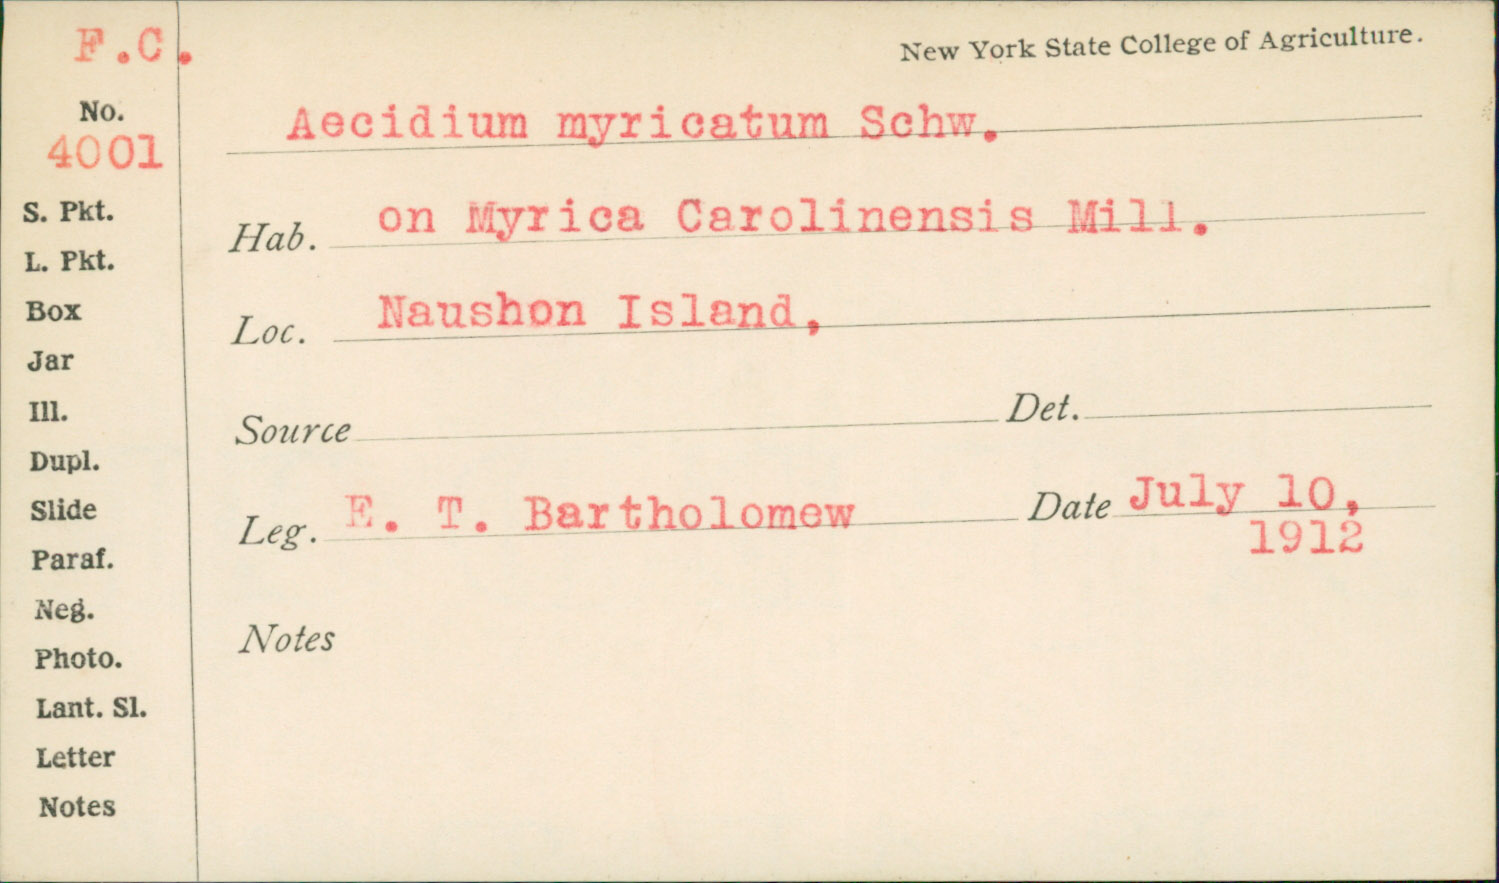 F.C.
New York State College of Agriculture.
No.
4001
Aecidium myricatum Schw.
S. Pkt.
Hab. on Myrica Carolinensis Mill.
L. Pkt.
Box
Loc. Naushon Island,
Jar
Ill.
Source Det.
Dupl.
Slide
Leg. E. T. Bartholomew Date July 10,
1912
Paraf.
Neg.
Notes
Photo.
Lant. Sl.
Letter
Notes